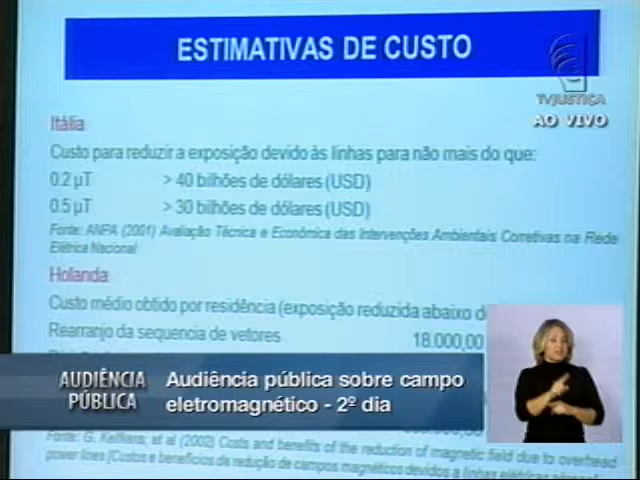 ESTIMATIVAS DE CUSTO
TVJUSTIÇA
AO VIVO
Itália
Custo para reduzir a exposição devido às linhas para não mais do que:
0.2 µT > 40 bilhões de dólares (USD)
0.5 µT > 30 bilhões de dólares (USD)
Fonte: ANPA (2001) Avaliação Técnica e Econômica das Intervenções Ambientais Corretivas na Rede
Elétrica Nacional
Holanda
Custo médio obtido por residência (exposição reduzida abaixo
Rearranjo da sequencia de vetores 18.000,00
AUDIÊNCIA
PÚBLICA
Audiência pública sobre campo
eletromagnético - 2º dia
Fonte: G. et al Costs and benefits of the reduction of magnetic field due to overhead
power lines [Custos e benefícios da redução de campos magnéticos devidos a linhas elétricas